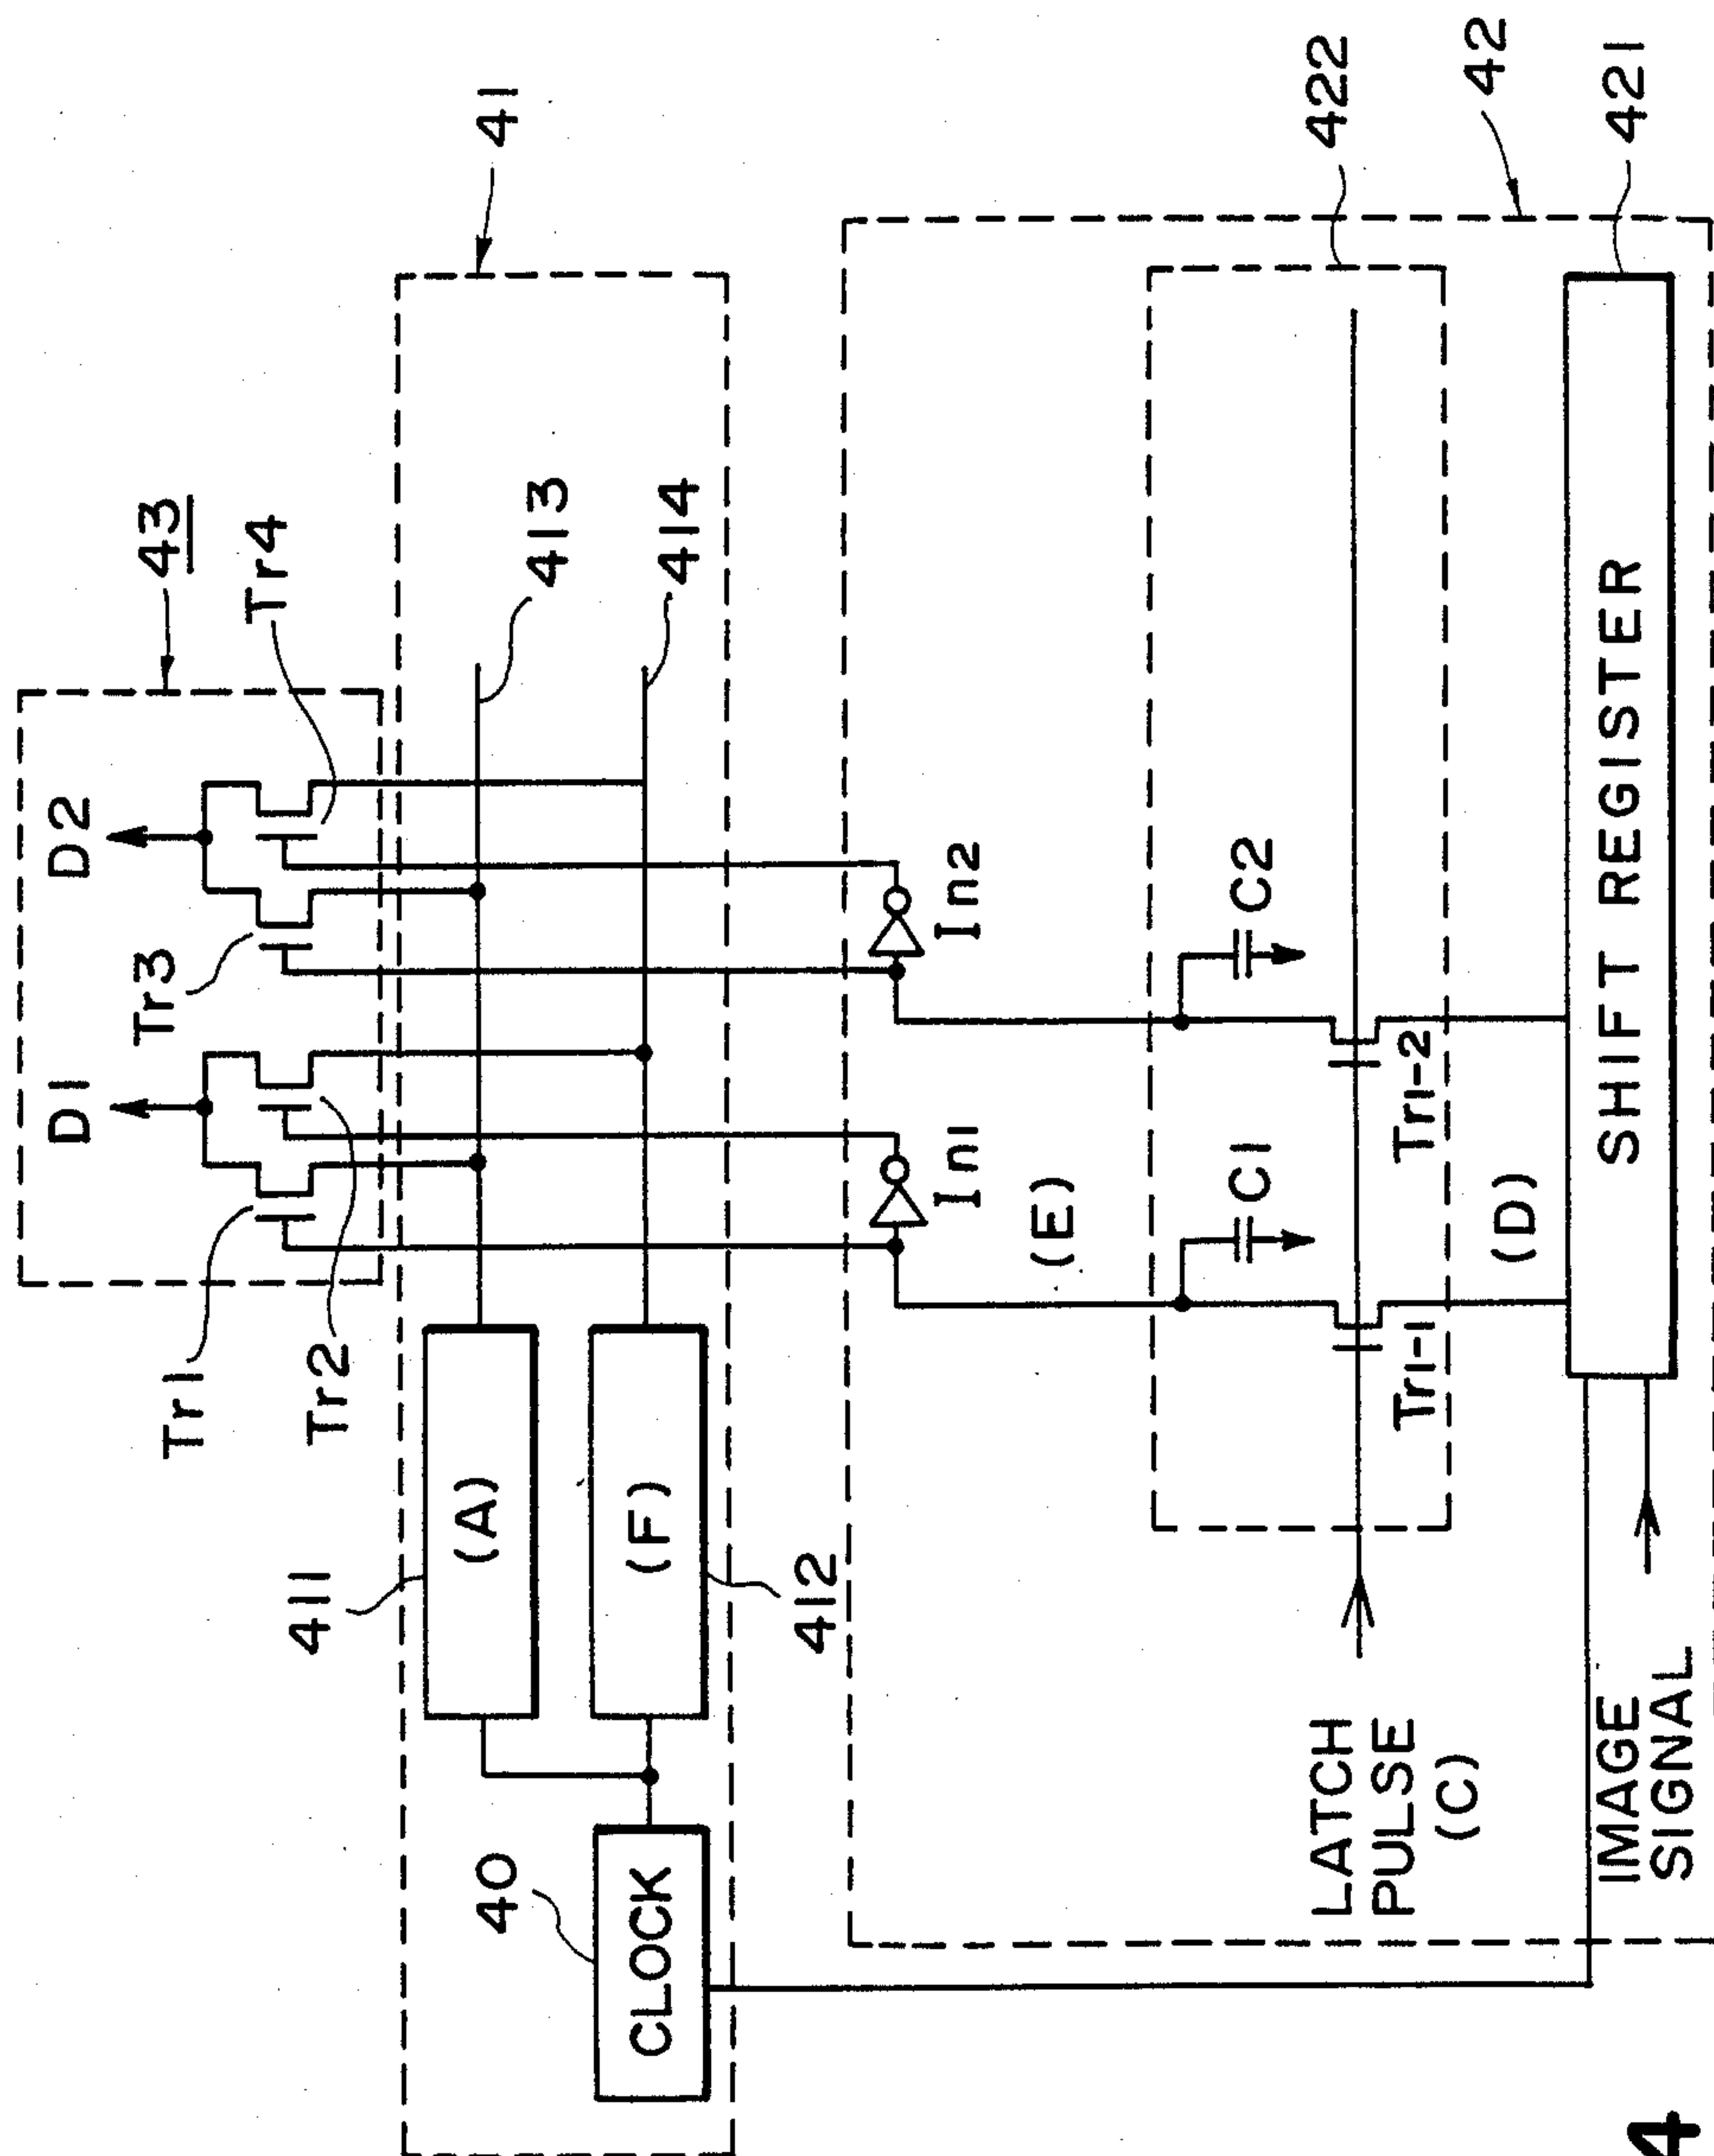 43
D1
D2
Tr1
Tr2
Tr3
Tr4
41
411
(A)
413
414
40
CLOCK
(F)
412
In1
In2
(E)
42
422
C1
C2
LATCH
PULSE
(C)
Tr1-1
Tr1-2
(D)
421
SHIFT REGISTER
IMAGE
SIGNAL
4